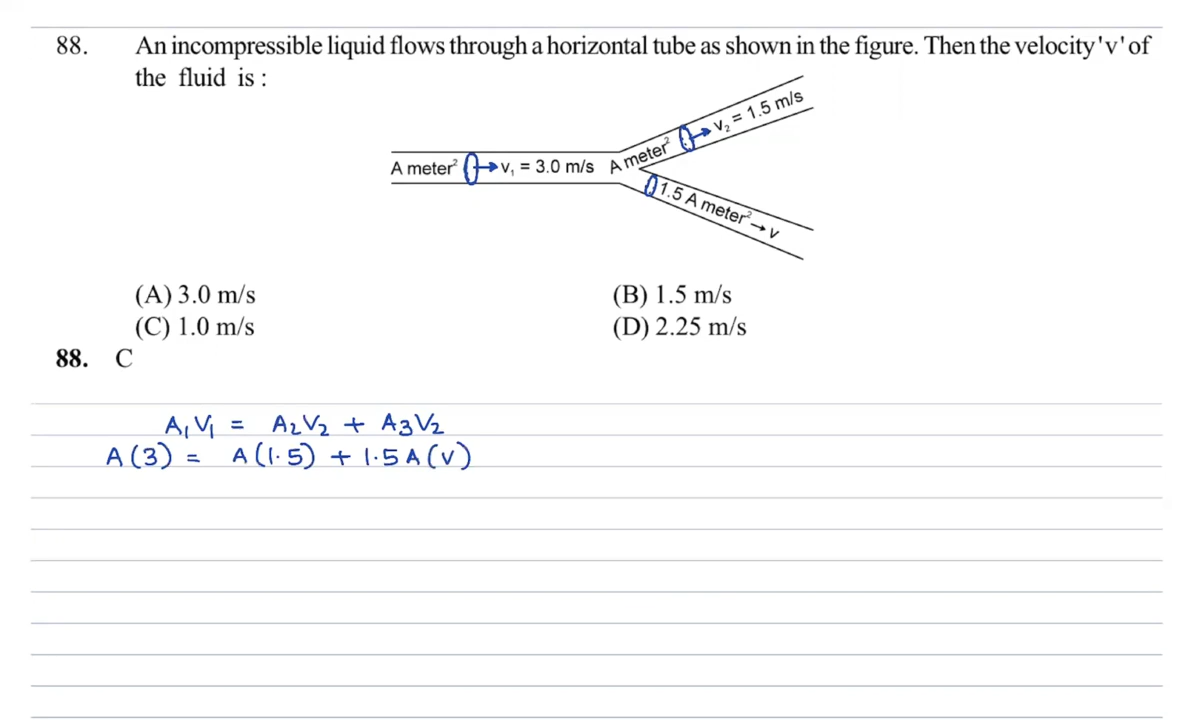 88. An incompressible liquid flows through a horizontal tube as shown in the figure. Then the velocity 'v' of
the fluid is :
A meter² v₁ = 3.0 m/s
A meter² v₂ = 1.5 m/s
1.5 A meter² → v
(A) 3.0 m/s (B) 1.5 m/s
(C) 1.0 m/s (D) 2.25 m/s
88. C
A₁V₁ = A₂V₂ + A₃V₂
A(3) = A(1.5) + 1.5A(v)